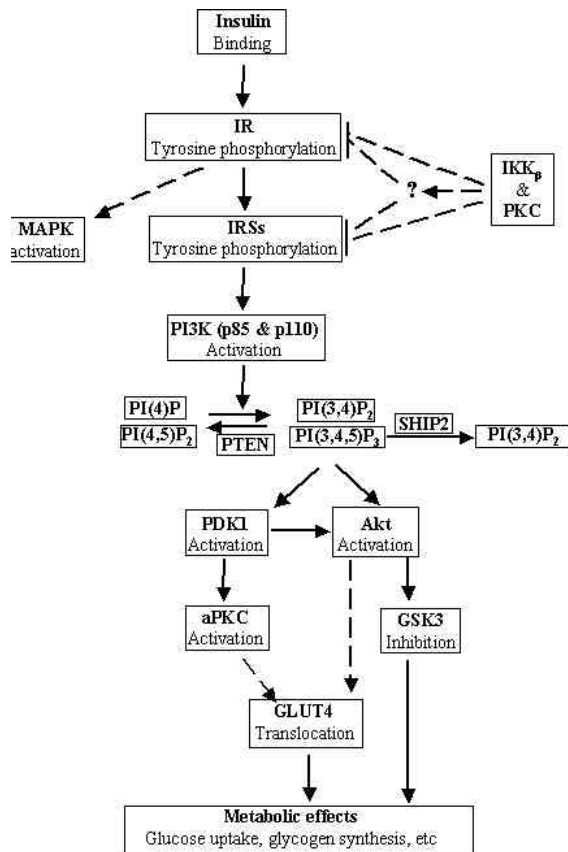 Insulin
Binding
IR
Tyrosine phosphorylation
IKKβ
&
PKC
?
MAPK
activation
IRSs
Tyrosine phosphorylation
PI3K (p85 & p110)
Activation
PI(4)P
PI(4,5)P2
PTEN
PI(3,4)P2
PI(3,4,5)P3
SHIP2
PI(3,4)P2
PDK1
Activation
Akt
Activation
aPKC
Activation
GSK3
Inhibition
GLUT4
Translocation
Metabolic effects
Glucose uptake, glycogen synthesis, etc